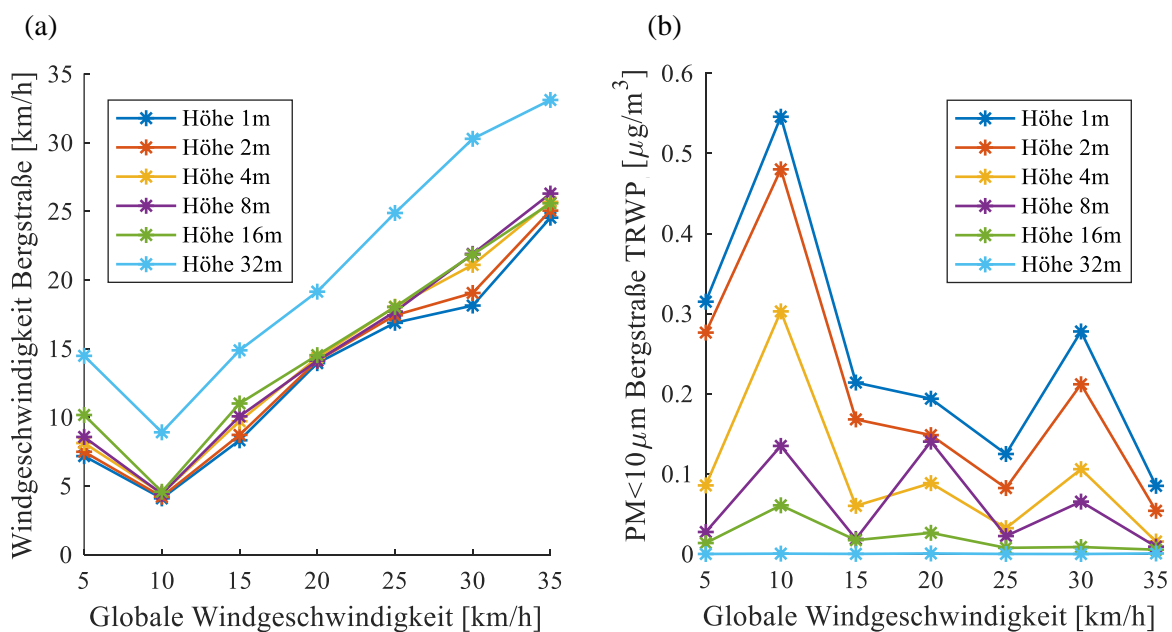 (a)
Windgeschwindigkeit Bergstraße [km/h]
35
30
25
20
15
10
5
0
Höhe 1m
Höhe 2m
Höhe 4m
Höhe 8m
Höhe 16m
Höhe 32m
5 10 15 20 25 30 35
Globale Windgeschwindigkeit [km/h]
(b)
PM<10μm Bergstraße TRWP [μg/m³]
0.6
0.5
0.4
0.3
0.2
0.1
0
Höhe 1m
Höhe 2m
Höhe 4m
Höhe 8m
Höhe 16m
Höhe 32m
5 10 15 20 25 30 35
Globale Windgeschwindigkeit [km/h]